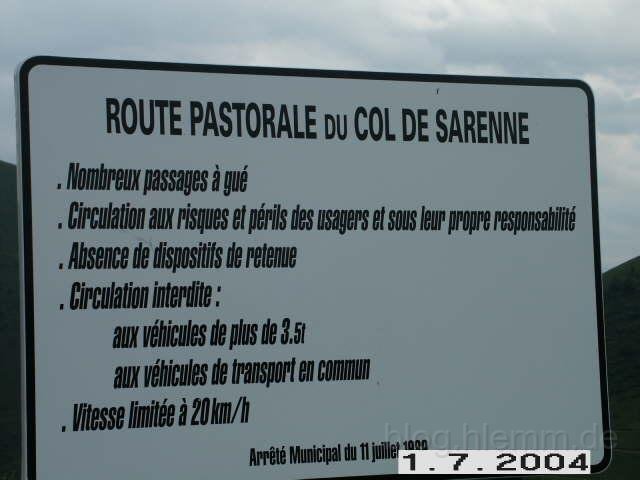 ROUTE PASTORALE DU COL DE SARENNE
. Nombreux passages à gué
. Circulation aux risques et périls des usagers et sous leur propre responsabilité
. Absence de dispositifs de retenue
. Circulation interdite :
aux véhicules de plus de 3.5t
aux véhicules de transport en commun
. Vitesse limitée à 20km/h
Arrêté Municipal du 11 juillet
blog.hlemm.de
1.7.2004